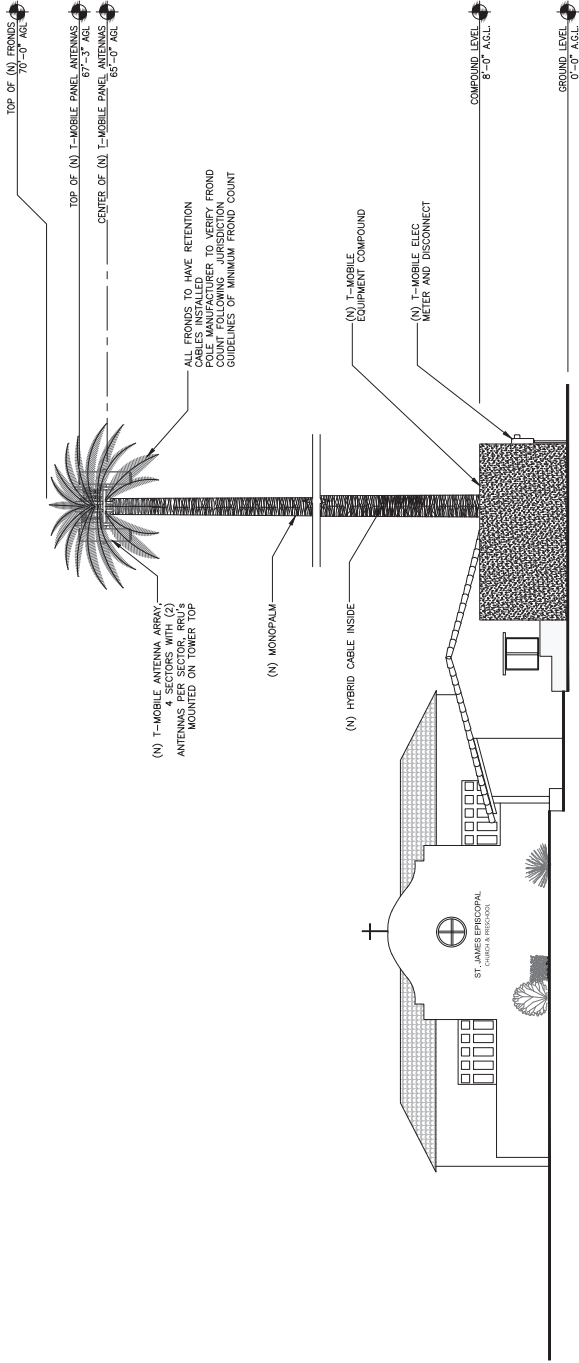 TOP OF (N) FRONDS
70'-0" AGL
TOP OF (N) T-MOBILE PANEL ANTENNAS
67'-3" AGL
CENTER OF (N) T-MOBILE PANEL ANTENNAS
65'-0" AGL
ALL FRONDS TO HAVE RETENTION
CABLES INSTALLED
POLE MANUFACTURER TO VERIFY FROND
COUNT FOLLOWING JURISDICTION
GUIDELINES OF MINIMUM FROND COUNT
(N) T-MOBILE ANTENNA ARRAY,
4 SECTORS WITH (2)
ANTENNAS PER SECTOR, RRU's
MOUNTED ON TOWER TOP
(N) MONOPALM
(N) HYBRID CABLE INSIDE
(N) T-MOBILE
EQUIPMENT COMPOUND
(N) T-MOBILE ELEC
METER AND DISCONNECT
COMPOUND LEVEL
8'-0" A.G.L.
GROUND LEVEL
0'-0" A.G.L.
ST. JAMES EPISCOPAL
CHURCH & PRESCHOOL